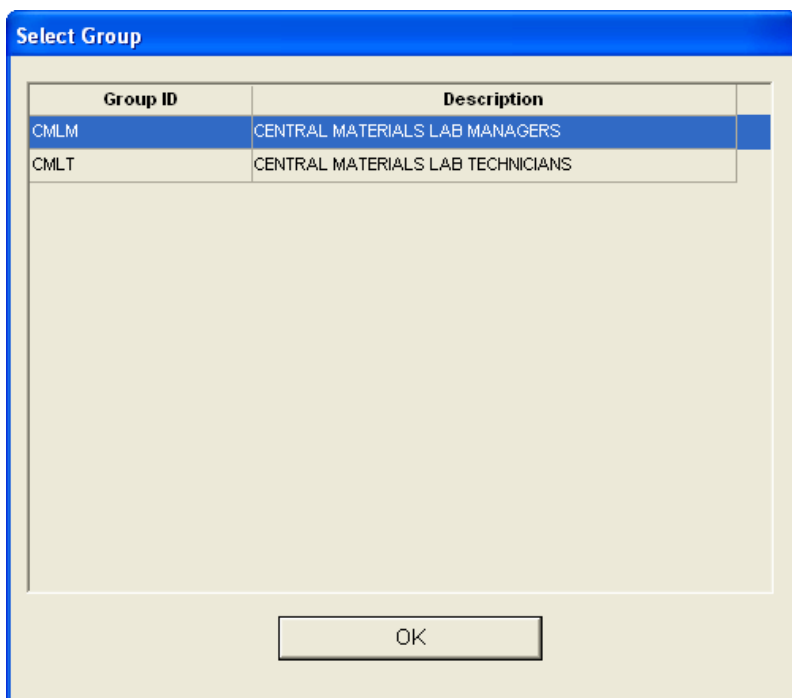 Select Group
Group ID Description
CMLM CENTRAL MATERIALS LAB MANAGERS
CMLT CENTRAL MATERIALS LAB TECHNICIANS
OK